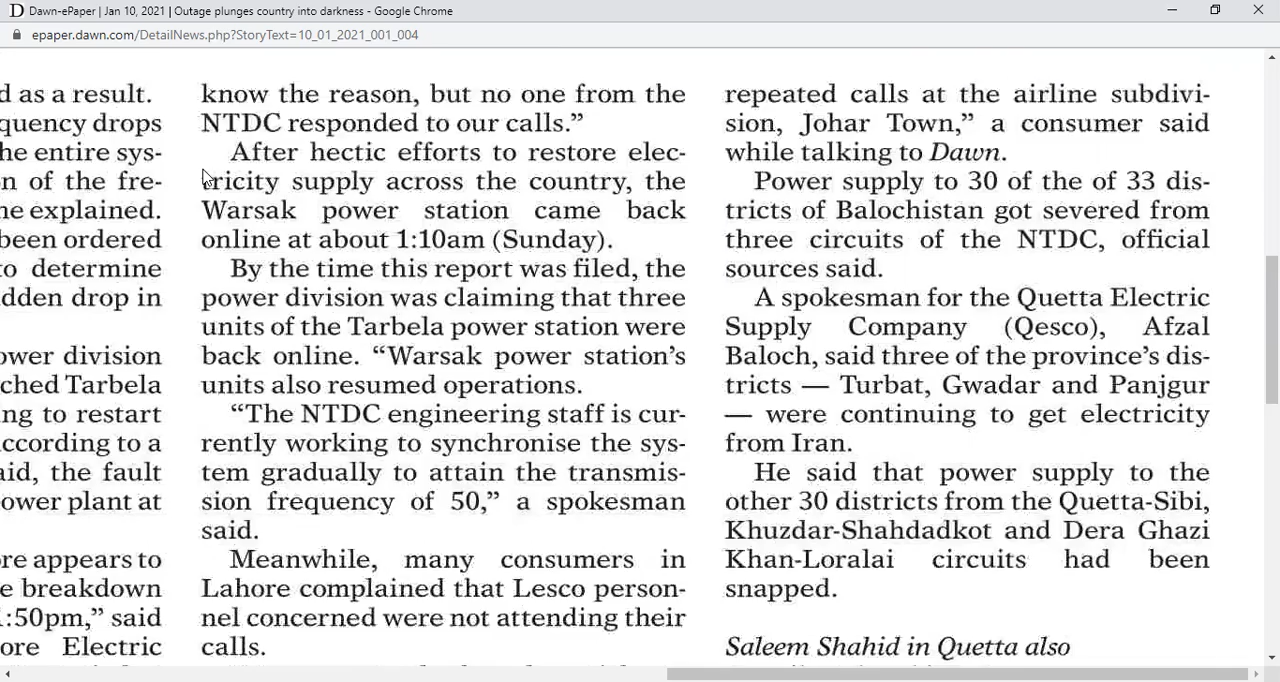 Dawn-ePaper | Jan 10, 2021 | Outage plunges country into darkness - Google Chrome
epaper.dawn.com/DetailNews.php?StoryText=10_01_2021_001_004
d as a result.
quency drops
he entire sys-
n of the fre-
he explained.
been ordered
to determine
dden drop in
ower division
ched Tarbela
ng to restart
ccording to a
aid, the fault
power plant at
ore appears to
e breakdown
1:50pm,” said
ore Electric
know the reason, but no one from the
NTDC responded to our calls.”
After hectic efforts to restore elec-
tricity supply across the country, the
Warsak power station came back
online at about 1:10am (Sunday).
By the time this report was filed, the
power division was claiming that three
units of the Tarbela power station were
back online. “Warsak power station’s
units also resumed operations.
“The NTDC engineering staff is cur-
rently working to synchronise the sys-
tem gradually to attain the transmis-
sion frequency of 50,” a spokesman
said.
Meanwhile, many consumers in
Lahore complained that Lesco person-
nel concerned were not attending their
calls.
repeated calls at the airline subdivi-
sion, Johar Town,” a consumer said
while talking to Dawn.
Power supply to 30 of the of 33 dis-
tricts of Balochistan got severed from
three circuits of the NTDC, official
sources said.
A spokesman for the Quetta Electric
Supply Company (Qesco), Afzal
Baloch, said three of the province’s dis-
tricts — Turbat, Gwadar and Panjgur
— were continuing to get electricity
from Iran.
He said that power supply to the
other 30 districts from the Quetta-Sibi,
Khuzdar-Shahdadkot and Dera Ghazi
Khan-Loralai circuits had been
snapped.
Saleem Shahid in Quetta also